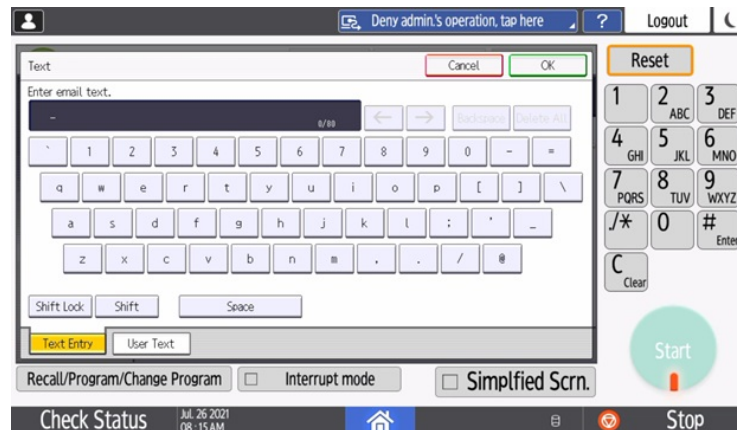 Deny admin.'s operation, tap here ? Logout
Text Cancel OK
Reset
Enter email text.
_ 0/80 ← → Backspace Delete All
1 2 ABC 3 DEF
` 1 2 3 4 5 6 7 8 9 0 - =
4 GHI 5 JKL 6 MNO
q w e r t y u i o p [ ] \
7 PQRS 8 TUV 9 WXYZ
a s d f g h j k l ; ' _
./* 0 # Enter
z x c v b n m , . / @
C Clear
Shift Lock Shift Space
Text Entry User Text
Start
Recall/Program/Change Program Interrupt mode Simplfied Scrn.
Check Status Jul. 26 2021 Stop
08:15 AM